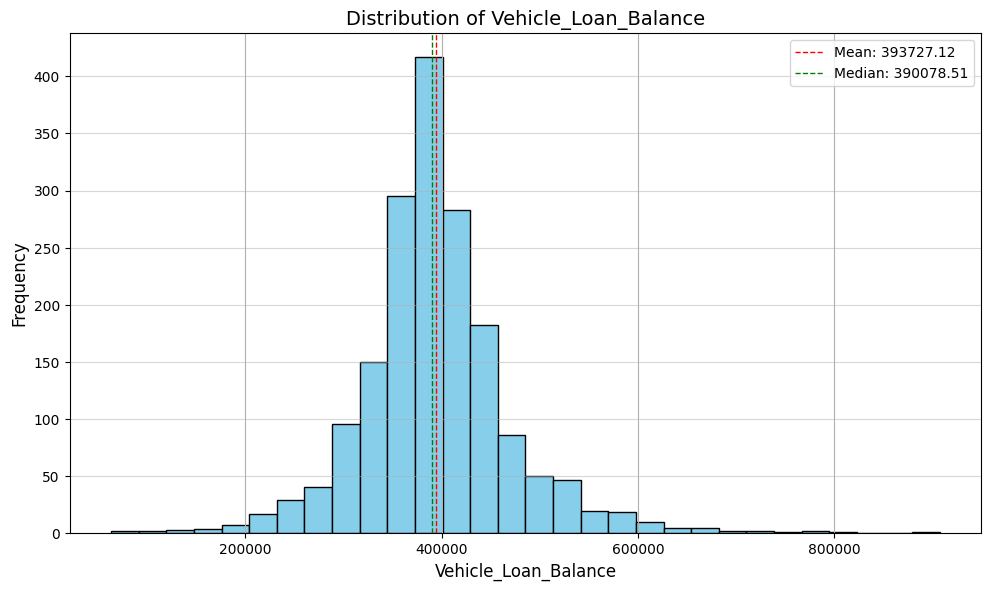 Distribution of Vehicle_Loan_Balance
Mean: 393727.12
Median: 390078.51
400
350
300
250
200
150
100
50
0
Frequency
200000 400000 600000 800000
Vehicle_Loan_Balance